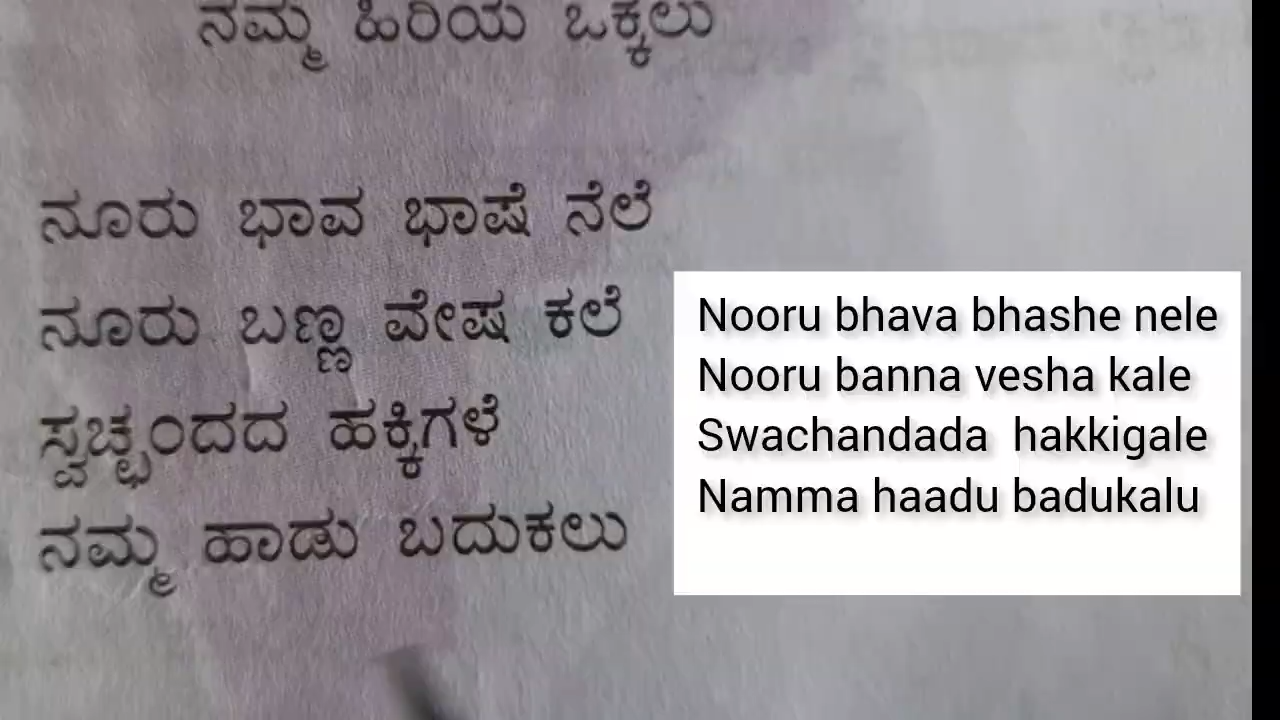 ನಮ್ಮ ಹಿರಿಯ ಒಕ್ಕಲು
ನೂರು ಭಾವ ಭಾಷೆ ನೆಲೆ
ನೂರು ಬಣ್ಣ ವೇಷ ಕಲೆ
ಸ್ವಚ್ಛಂದದ ಹಕ್ಕಿಗಳೆ
ನಮ್ಮ ಹಾಡು ಬದುಕಲು
Nooru bhava bhashe nele
Nooru banna vesha kale
Swachandada hakkigale
Namma haadu badukalu